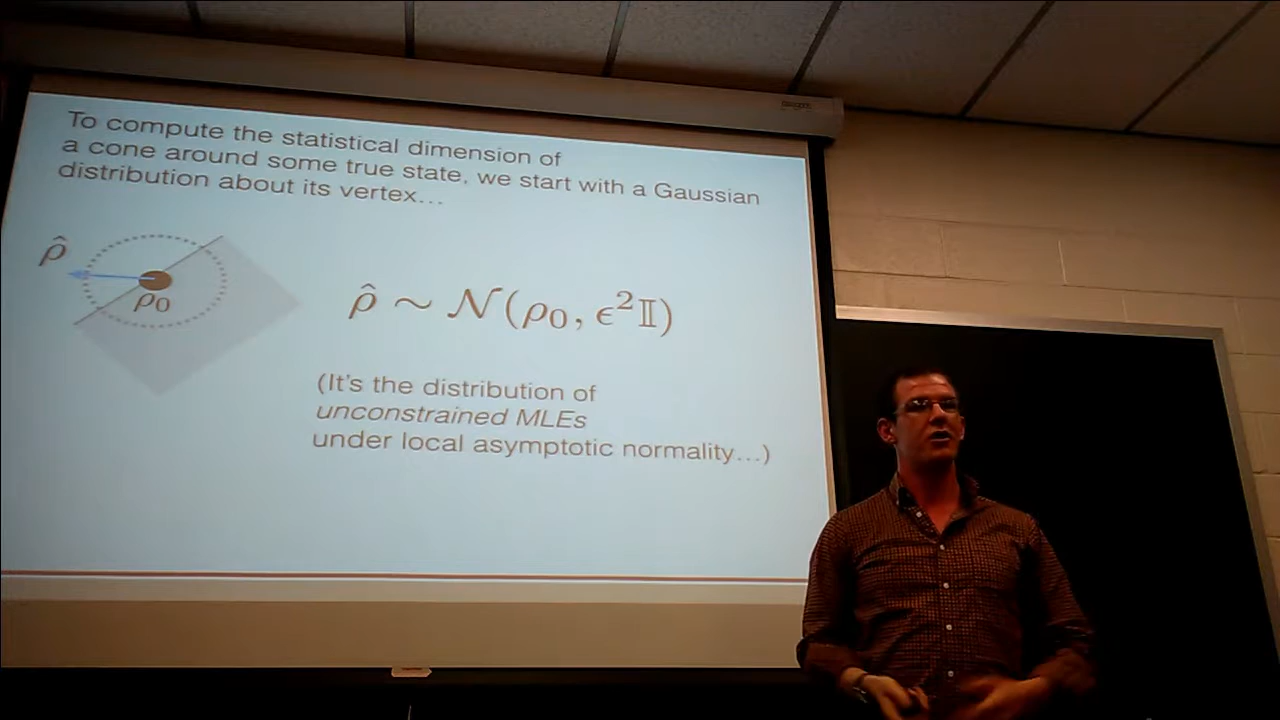 To compute the statistical dimension of
a cone around some true state, we start with a Gaussian
distribution about its vertex…
ρ̂
ρ0
ρ̂ ∼ 𝒩(ρ0, ϵ²𝕀)
(It's the distribution of
unconstrained MLEs
under local asymptotic normality…)